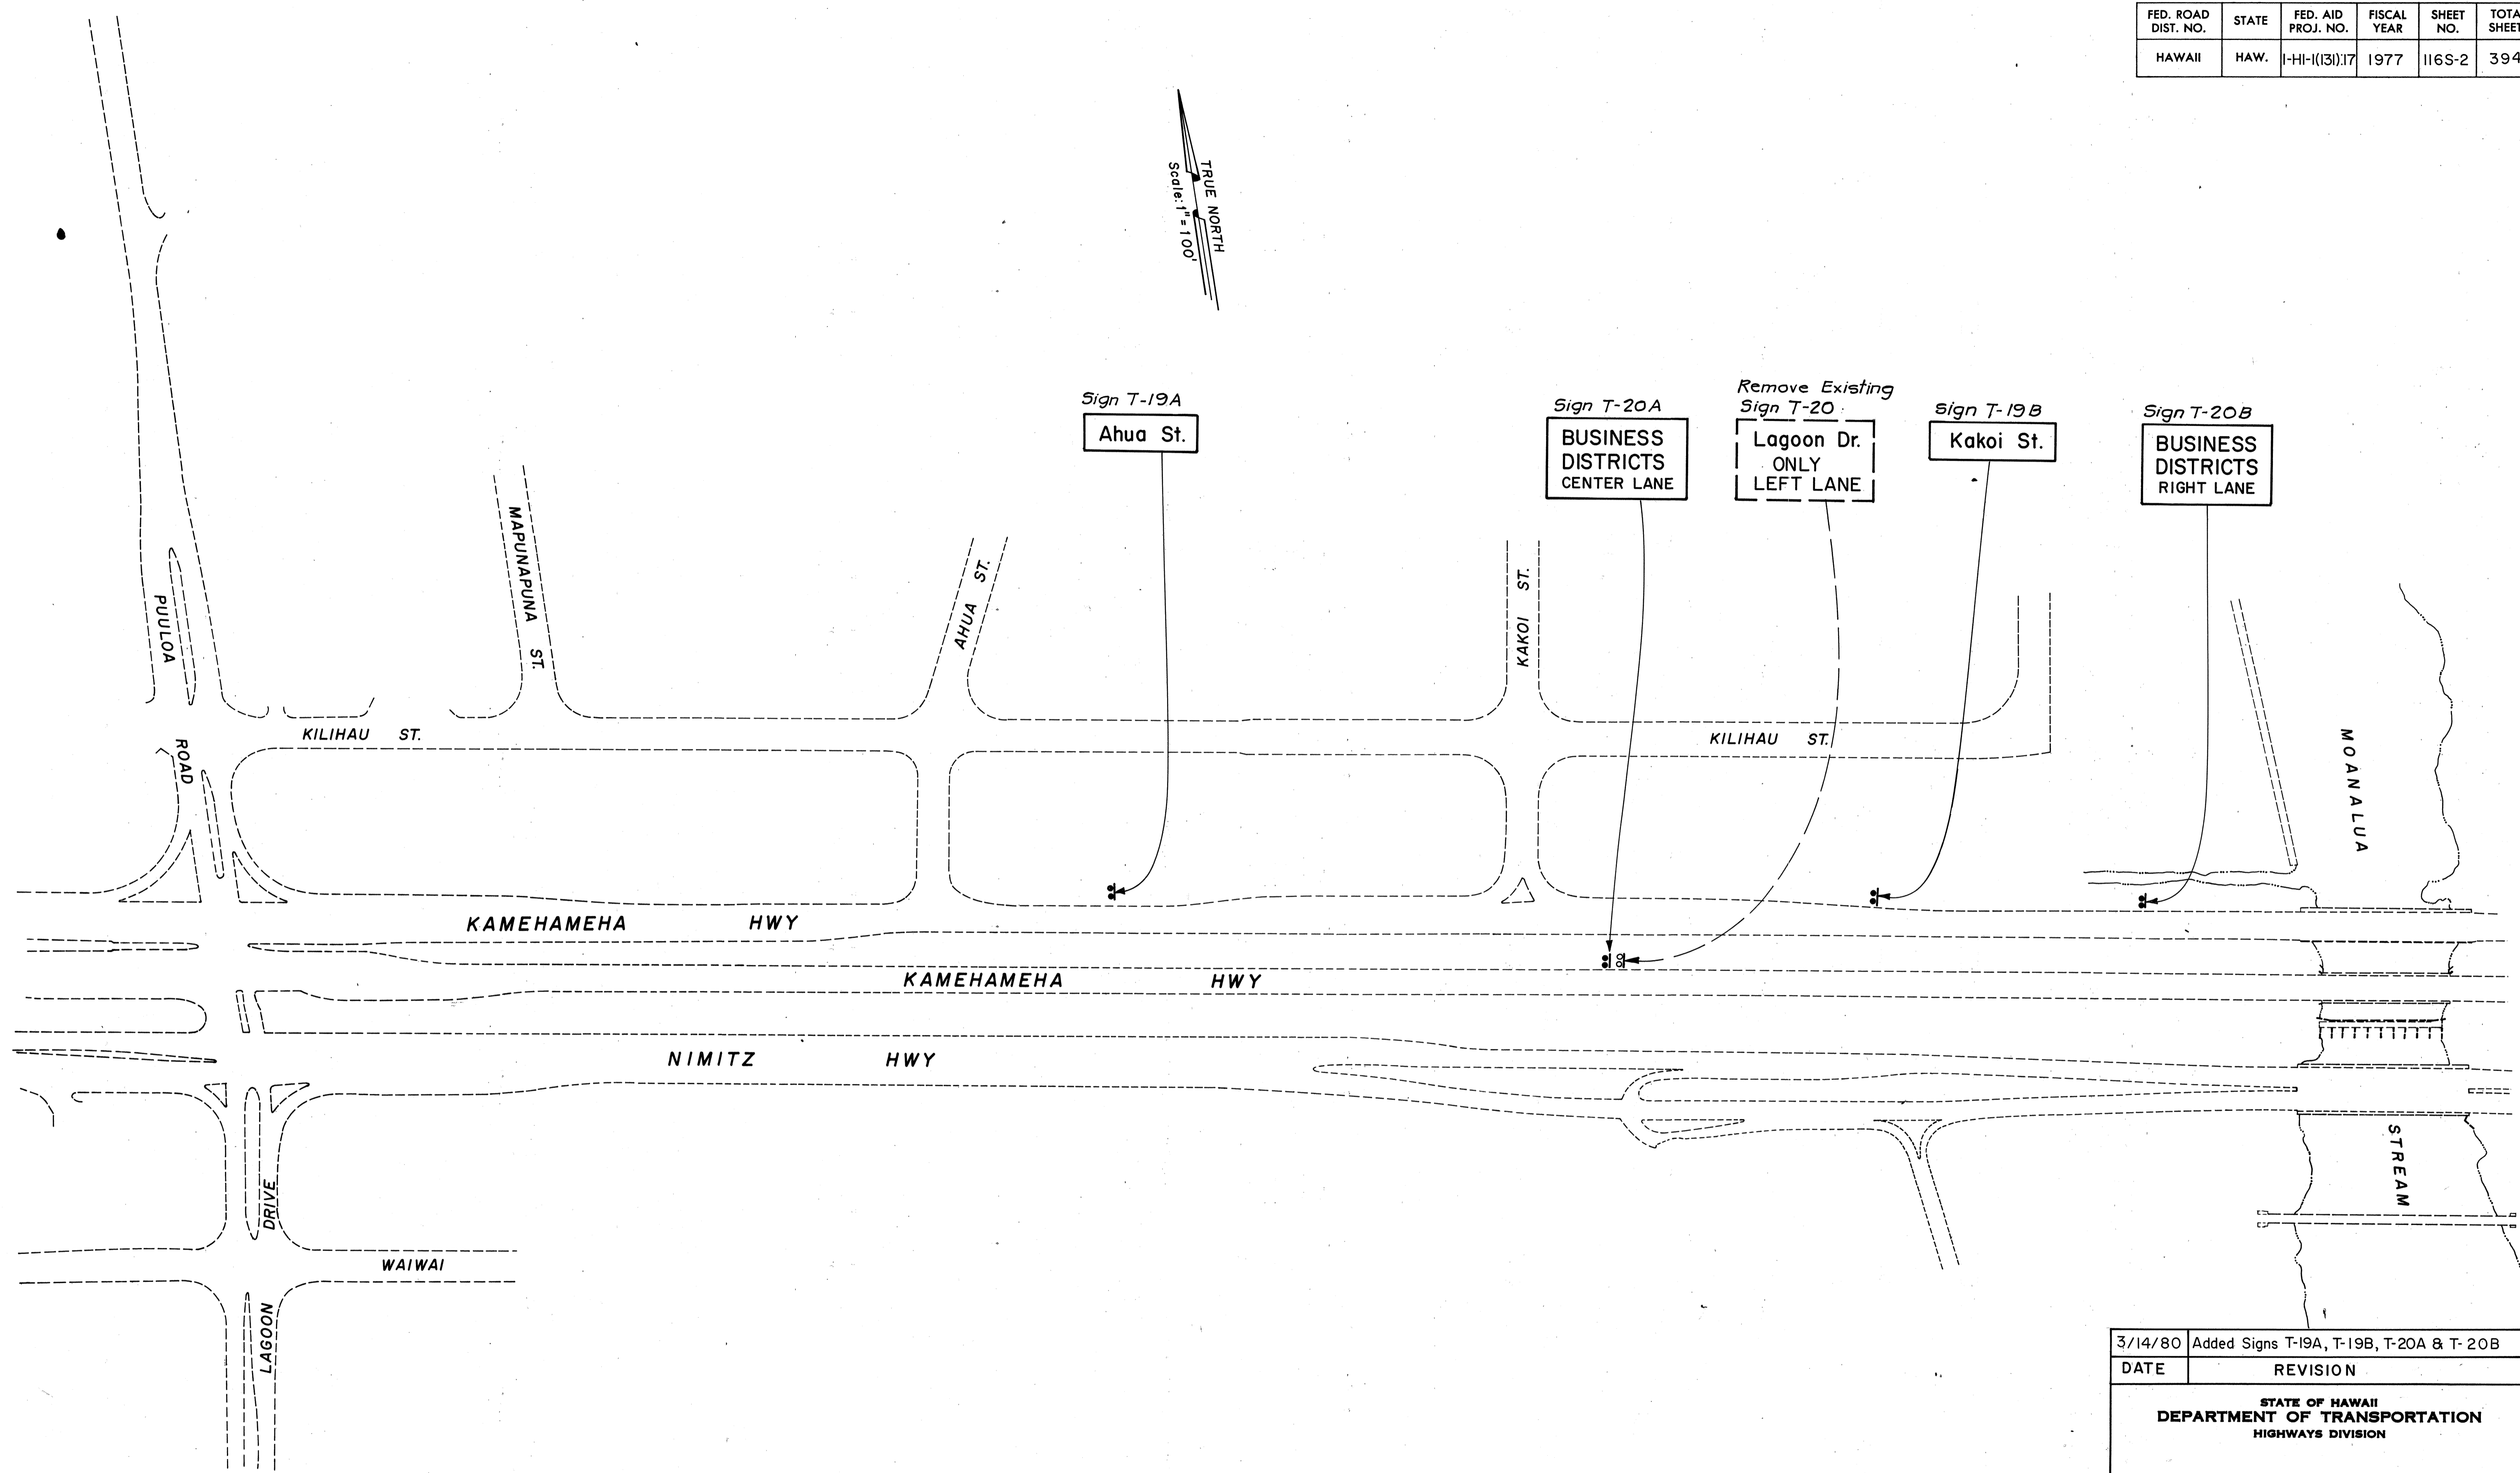 FED. ROAD DIST. NO.
STATE
FED. AID PROJ. NO.
FISCAL YEAR
SHEET NO.
HAWAII
HAW.
I-HI-I(131):17
1977
116S-2
394
TRUE NORTH
Scale: 1" = 100'
Sign T-19A
Ahua St.
Sign T-20A
BUSINESS
DISTRICTS
CENTER LANE
Remove Existing
Sign T-20
Lagoon Dr.
ONLY
LEFT LANE
Sign T-19B
Kakoi St.
Sign T-20B
BUSINESS
DISTRICTS
RIGHT LANE
PUULOA
ROAD
MAPUNAPUNA ST.
AHUA ST.
KAKOI ST.
KILIHAU ST.
KILIHAU ST.
MOANALUA
STREAM
KAMEHAMEHA HWY
KAMEHAMEHA HWY
NIMITZ HWY
DRIVE
WAIWAI
LAGOON
3/14/80 Added Signs T-19A, T-19B, T-20A & T-20B
DATE REVISION
STATE OF HAWAII
DEPARTMENT OF TRANSPORTATION
HIGHWAYS DIVISION